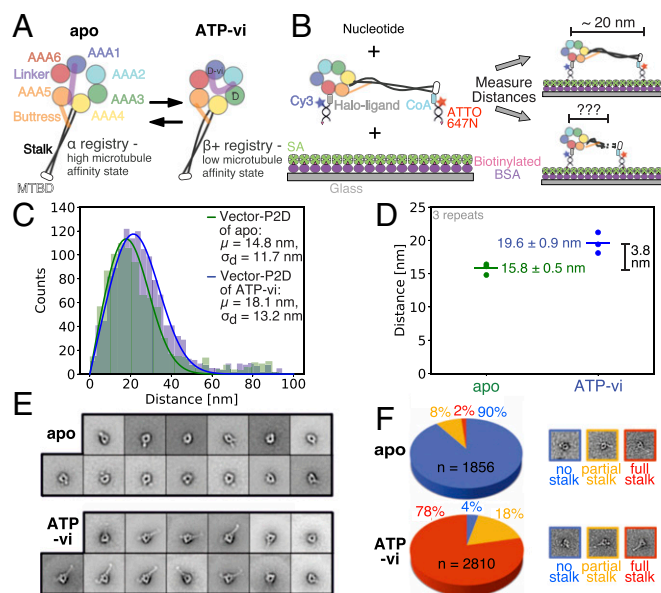 A
apo
ATP-vi
AAA6
AAA1
D-vi
Linker
AAA2
AAA5
AAA3
D
Buttress
AAA4
Stalk
α registry -
high microtubule
affinity state
β+ registry -
low microtubule
affinity state
MTBD
B
Nucleotide
+
~ 20 nm
Measure
Distances
Cy3
Halo-ligand
CoA
ATTO
647N
+
???
SA
Biotinylated
BSA
Glass
C
Vector-P2D
of apo:
μ = 14.8 nm,
σd = 11.7 nm
Vector-P2D
of ATP-vi:
μ = 18.1 nm,
σd = 13.2 nm
Counts
120
100
80
60
40
20
0
0 20 40 60 80 100
Distance [nm]
D
3 repeats
19.6 ± 0.9 nm
3.8
nm
15.8 ± 0.5 nm
Distance [nm]
25
20
15
10
5
0
apo
ATP-vi
E
apo
ATP
-vi
F
apo
8% 2% 90%
n = 1856
no
stalk
partial
stalk
full
stalk
ATP
-vi
78% 4% 18%
n = 2810
no
stalk
partial
stalk
full
stalk